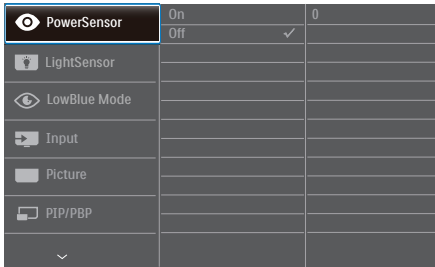 PowerSensor
On
0
Off
LightSensor
LowBlue Mode
Input
Picture
PIP/PBP